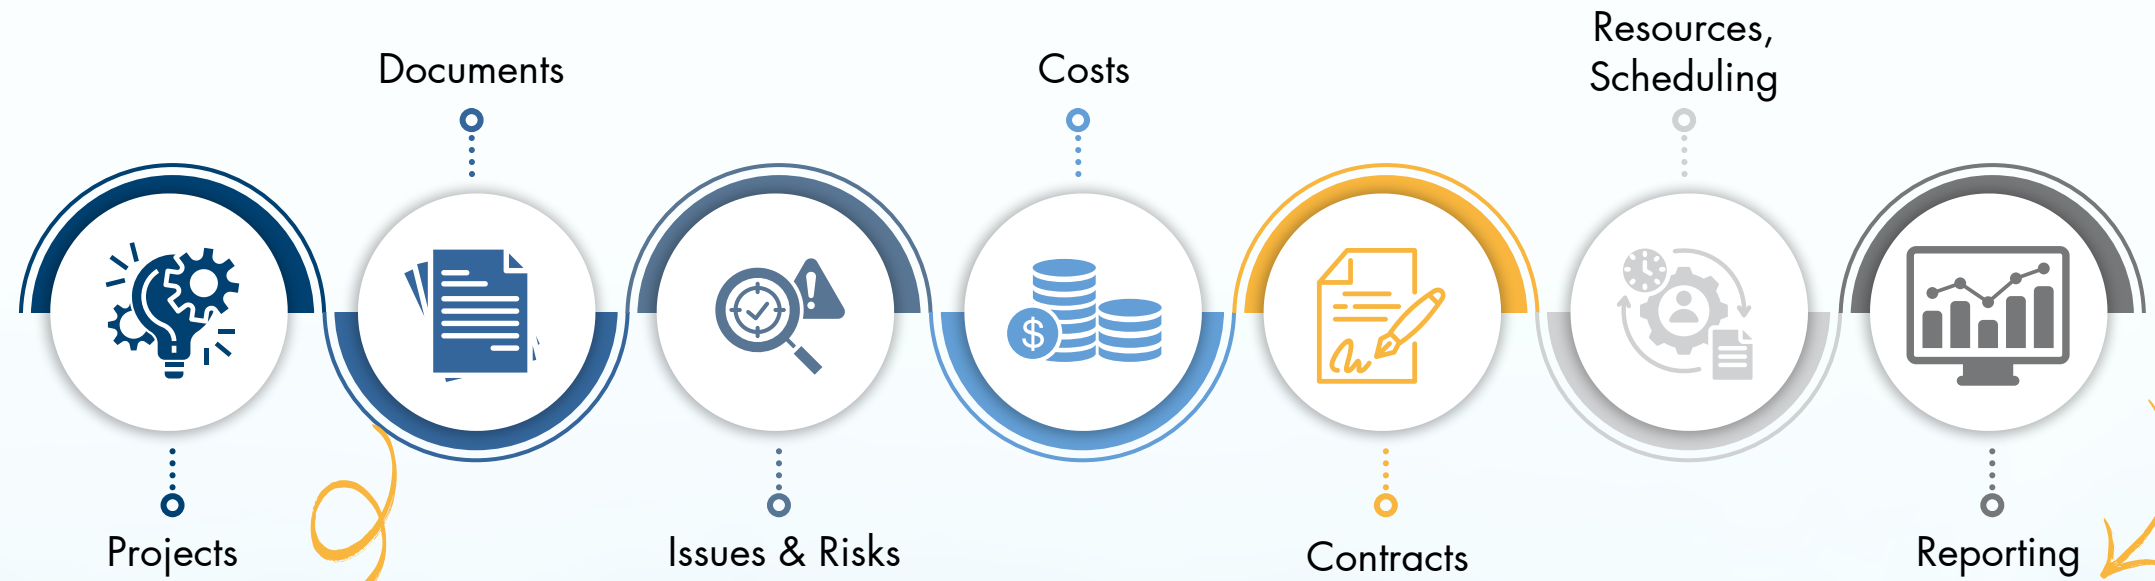 Projects
Documents
Issues & Risks
Costs
$
Contracts
Resources,
Scheduling
Reporting